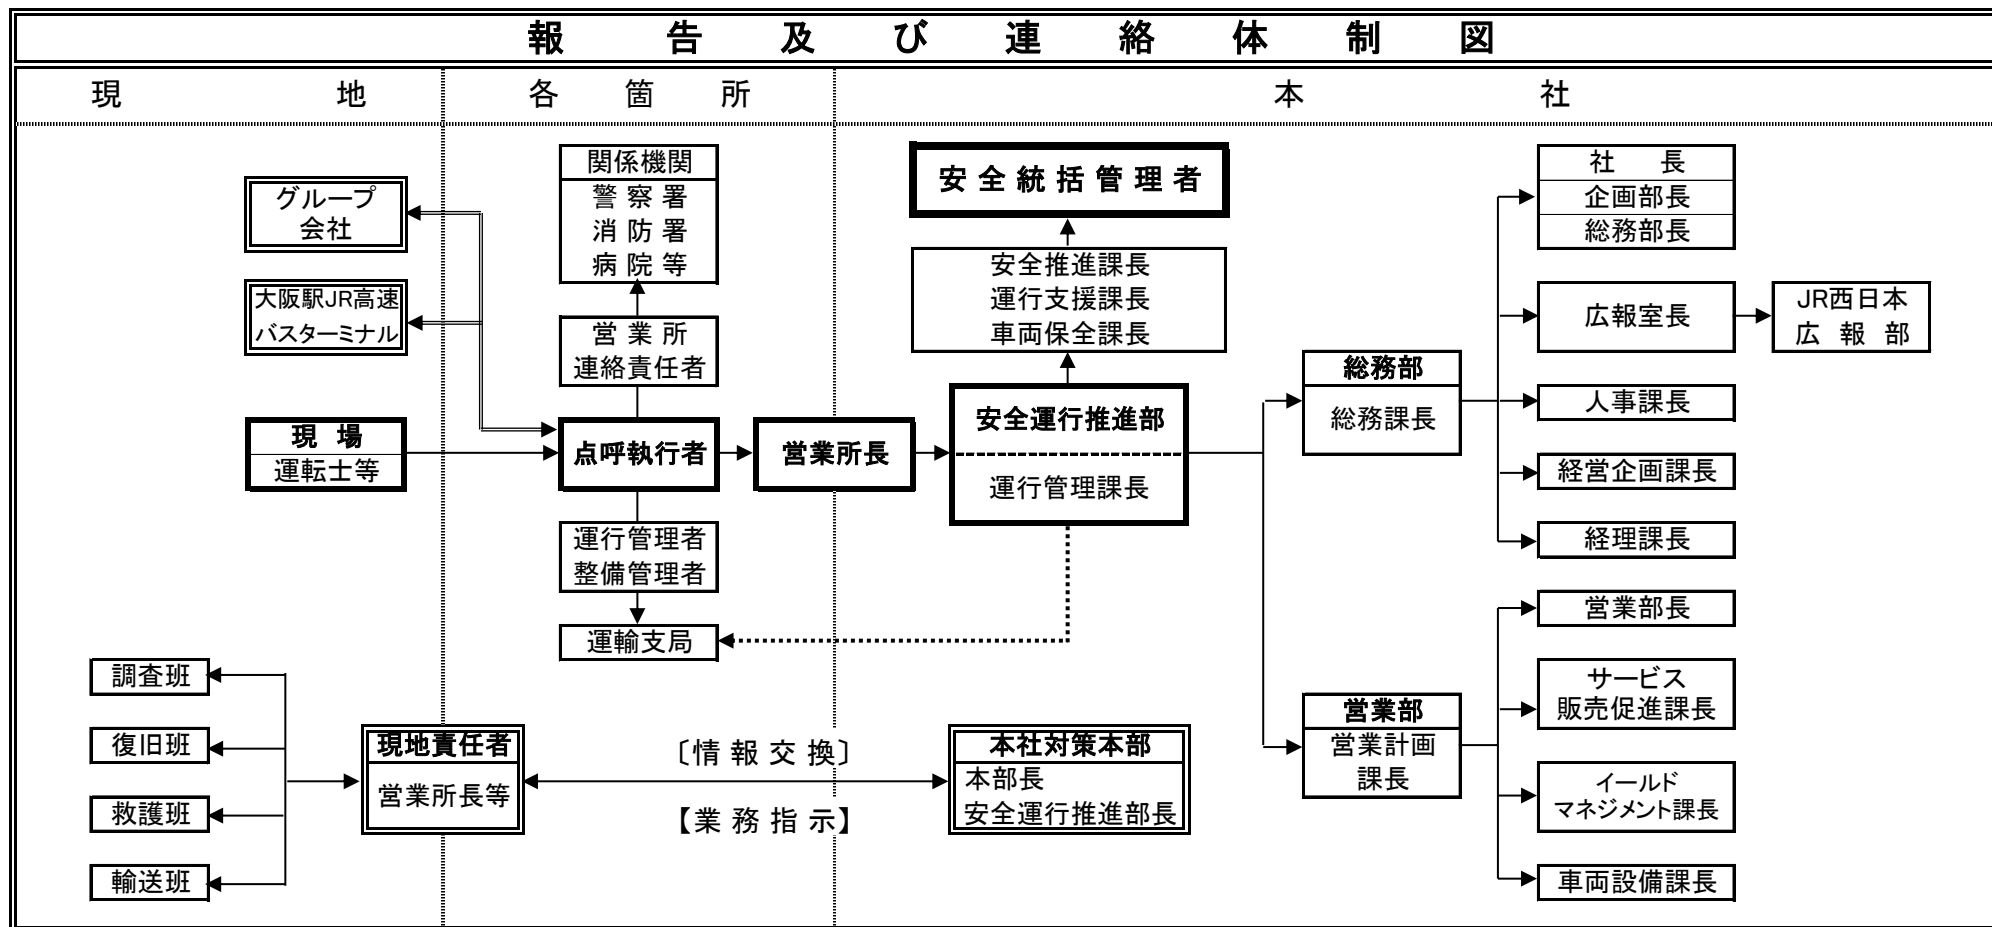 報告及び連絡体制図
現地
各箇所
本社
グループ
会社
大阪駅JR高速
バスターミナル
現場
運転士等
関係機関
警察署
消防署
病院等
営業所
連絡責任者
点呼執行者
運行管理者
整備管理者
運輸支局
営業所長
安全統括管理者
安全推進課長
運行支援課長
車両保全課長
安全運行推進部
運行管理課長
総務部
総務課長
社長
企画部長
総務部長
広報室長
JR西日本
広報部
人事課長
経営企画課長
経理課長
営業部
営業計画
課長
営業部長
サービス
販売促進課長
イールド
マネジメント課長
車両設備課長
調査班
復旧班
救護班
輸送班
現地責任者
営業所長等
〔情報交換〕
【業務指示】
本社対策本部
本部長
安全運行推進部長